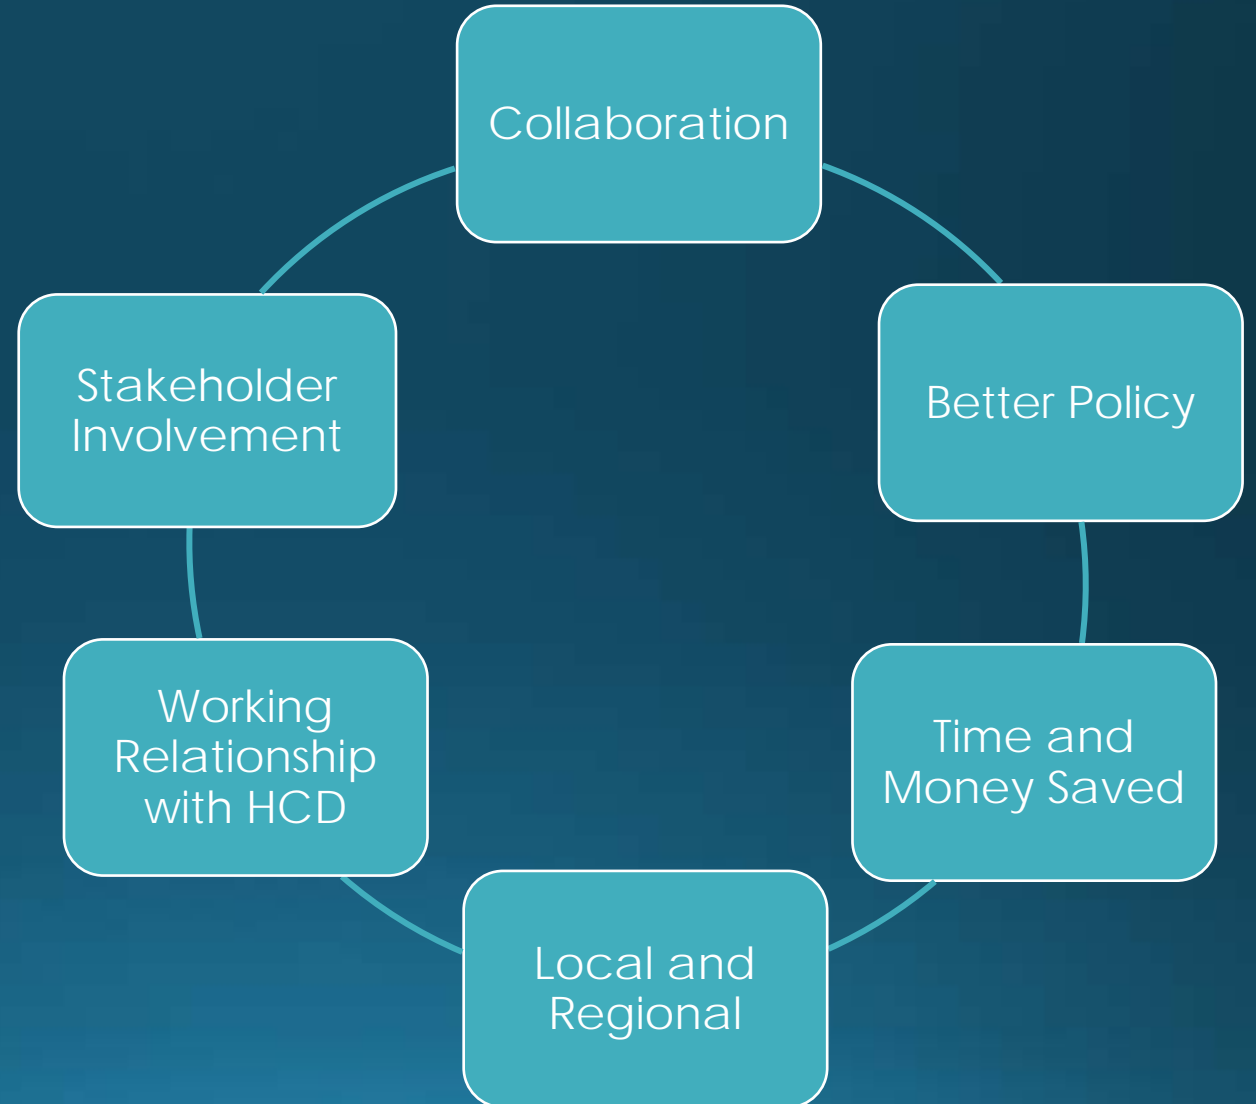 Collaboration
Better Policy
Time and
Money Saved
Local and
Regional
Working
Relationship
with HCD
Stakeholder
Involvement